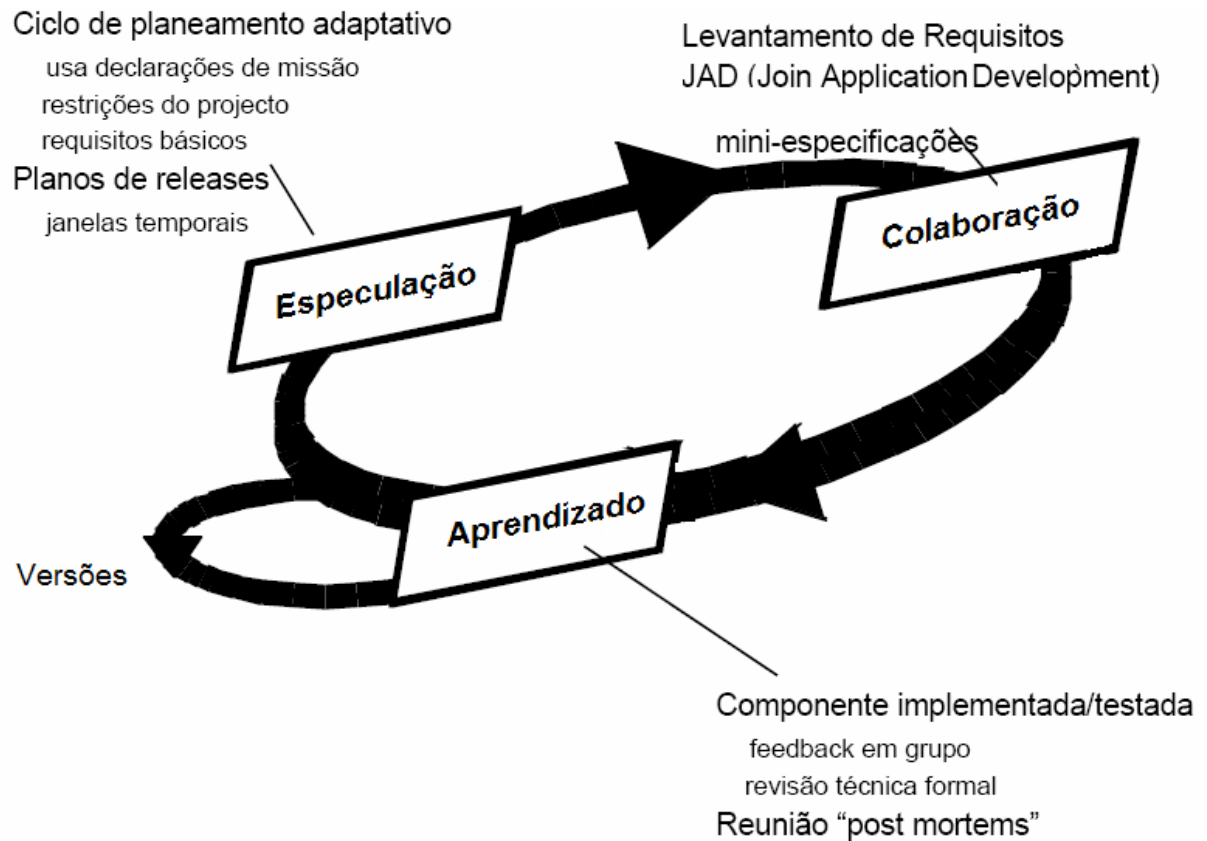 Ciclo de planeamento adaptativo
usa declarações de missão
restrições do projecto
requisitos básicos
Planos de releases
janelas temporais
Levantamento de Requisitos
JAD (Join Application Development)
mini-especificações
Especulação
Colaboração
Aprendizado
Versões
Componente implementada/testada
feedback em grupo
revisão técnica formal
Reunião “post mortems”